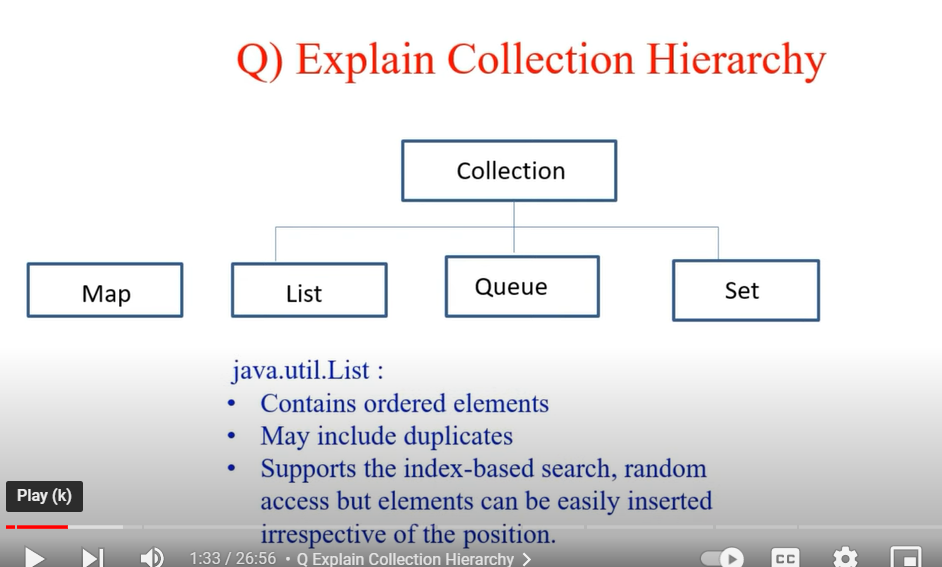 Q) Explain Collection Hierarchy
Collection
Map
List
Queue
Set
java.util.List :
• Contains ordered elements
• May include duplicates
• Supports the index-based search, random
access but elements can be easily inserted
irrespective of the position.
Play (k)
1:33 / 26:56 • Q Explain Collection Hierarchy
CC